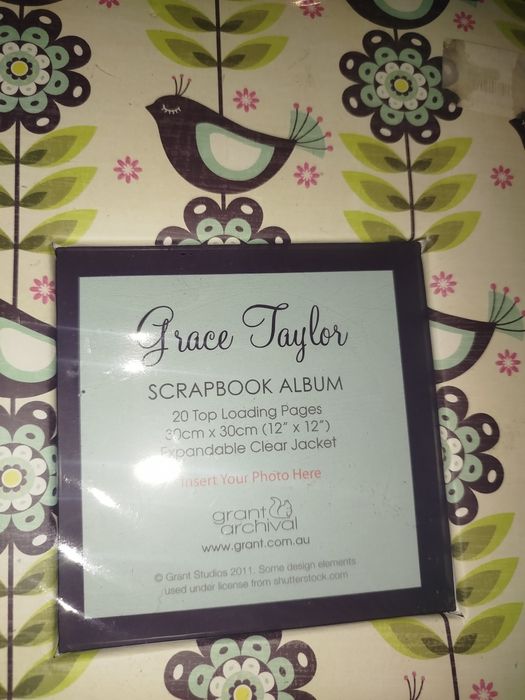 Grace Taylor
SCRAPBOOK ALBUM
20 Top Loading Pages
30cm x 30cm (12" x 12")
Expandable Clear Jacket
Insert Your Photo Here
grant
archival
www.grant.com.au
© Grant Studios 2011. Some design elements
used under license from shutterstock.com